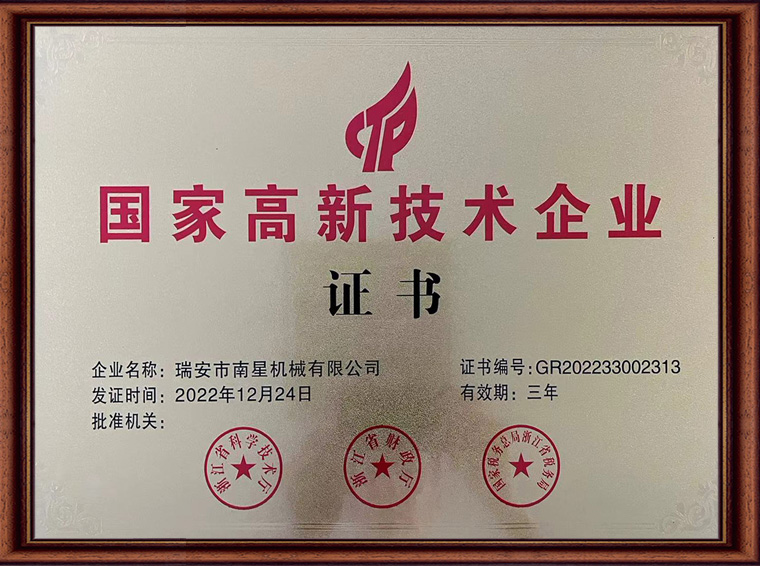 国家高新技术企业
证书
企业名称：瑞安市南星机械有限公司
证书编号：GR202233002313
发证时间：2022年12月24日
有效期：三年
批准机关：
浙江省科学技术厅
浙江省财政厅
国家税务总局浙江省税务局